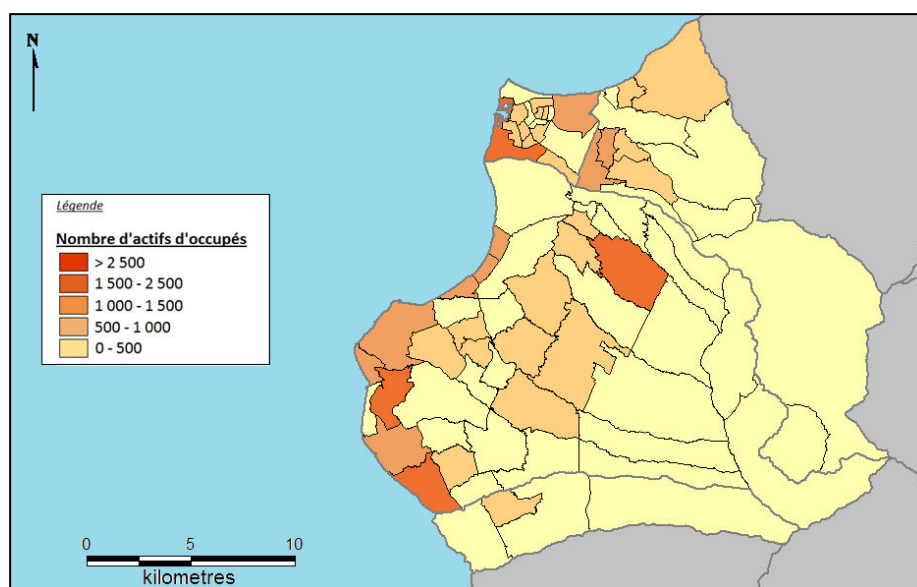 N
Légende
Nombre d'actifs d'occupés
> 2 500
1 500 - 2 500
1 000 - 1 500
500 - 1 000
0 - 500
0 5 10
kilometres